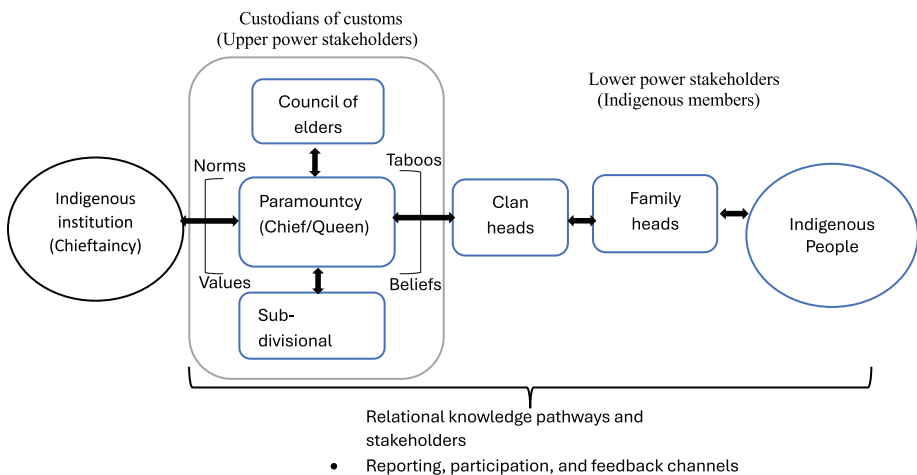 Custodians of customs
(Upper power stakeholders)
Lower power stakeholders
(Indigenous members)
Council of
elders
Norms
Taboos
Indigenous
institution
(Chieftaincy)
Paramountcy
(Chief/Queen)
Clan
heads
Family
heads
Indigenous
People
Values
Beliefs
Sub-
divisional
Relational knowledge pathways and
stakeholders
● Reporting, participation, and feedback channels